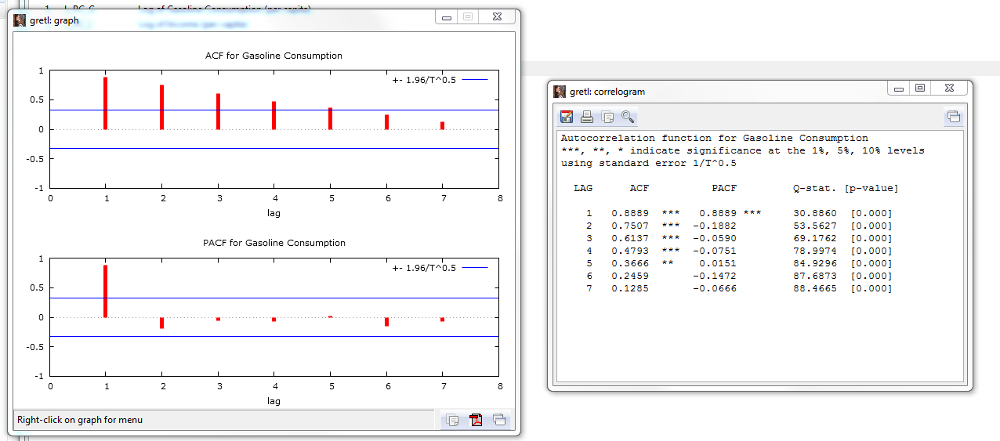 1 l_PG_C Log of Gasoline Consumption (per capita)
Log of Income (per capita)
gretl: graph
ACF for Gasoline Consumption
+- 1.96/T^0.5
1
0.5
0
-0.5
-1
0 1 2 3 4 5 6 7 8
lag
PACF for Gasoline Consumption
+- 1.96/T^0.5
1
0.5
0
-0.5
-1
0 1 2 3 4 5 6 7 8
lag
Right-click on graph for menu
gretl: correlogram
Autocorrelation function for Gasoline Consumption
***, **, * indicate significance at the 1%, 5%, 10% levels
using standard error 1/T^0.5
LAG ACF PACF Q-stat. [p-value]
1 0.8889 *** 0.8889 *** 30.8860 [0.000]
2 0.7507 *** -0.1882 53.5627 [0.000]
3 0.6137 *** -0.0590 69.1762 [0.000]
4 0.4793 *** -0.0751 78.9974 [0.000]
5 0.3666 ** 0.0151 84.9296 [0.000]
6 0.2459 -0.1472 87.6873 [0.000]
7 0.1285 -0.0666 88.4665 [0.000]